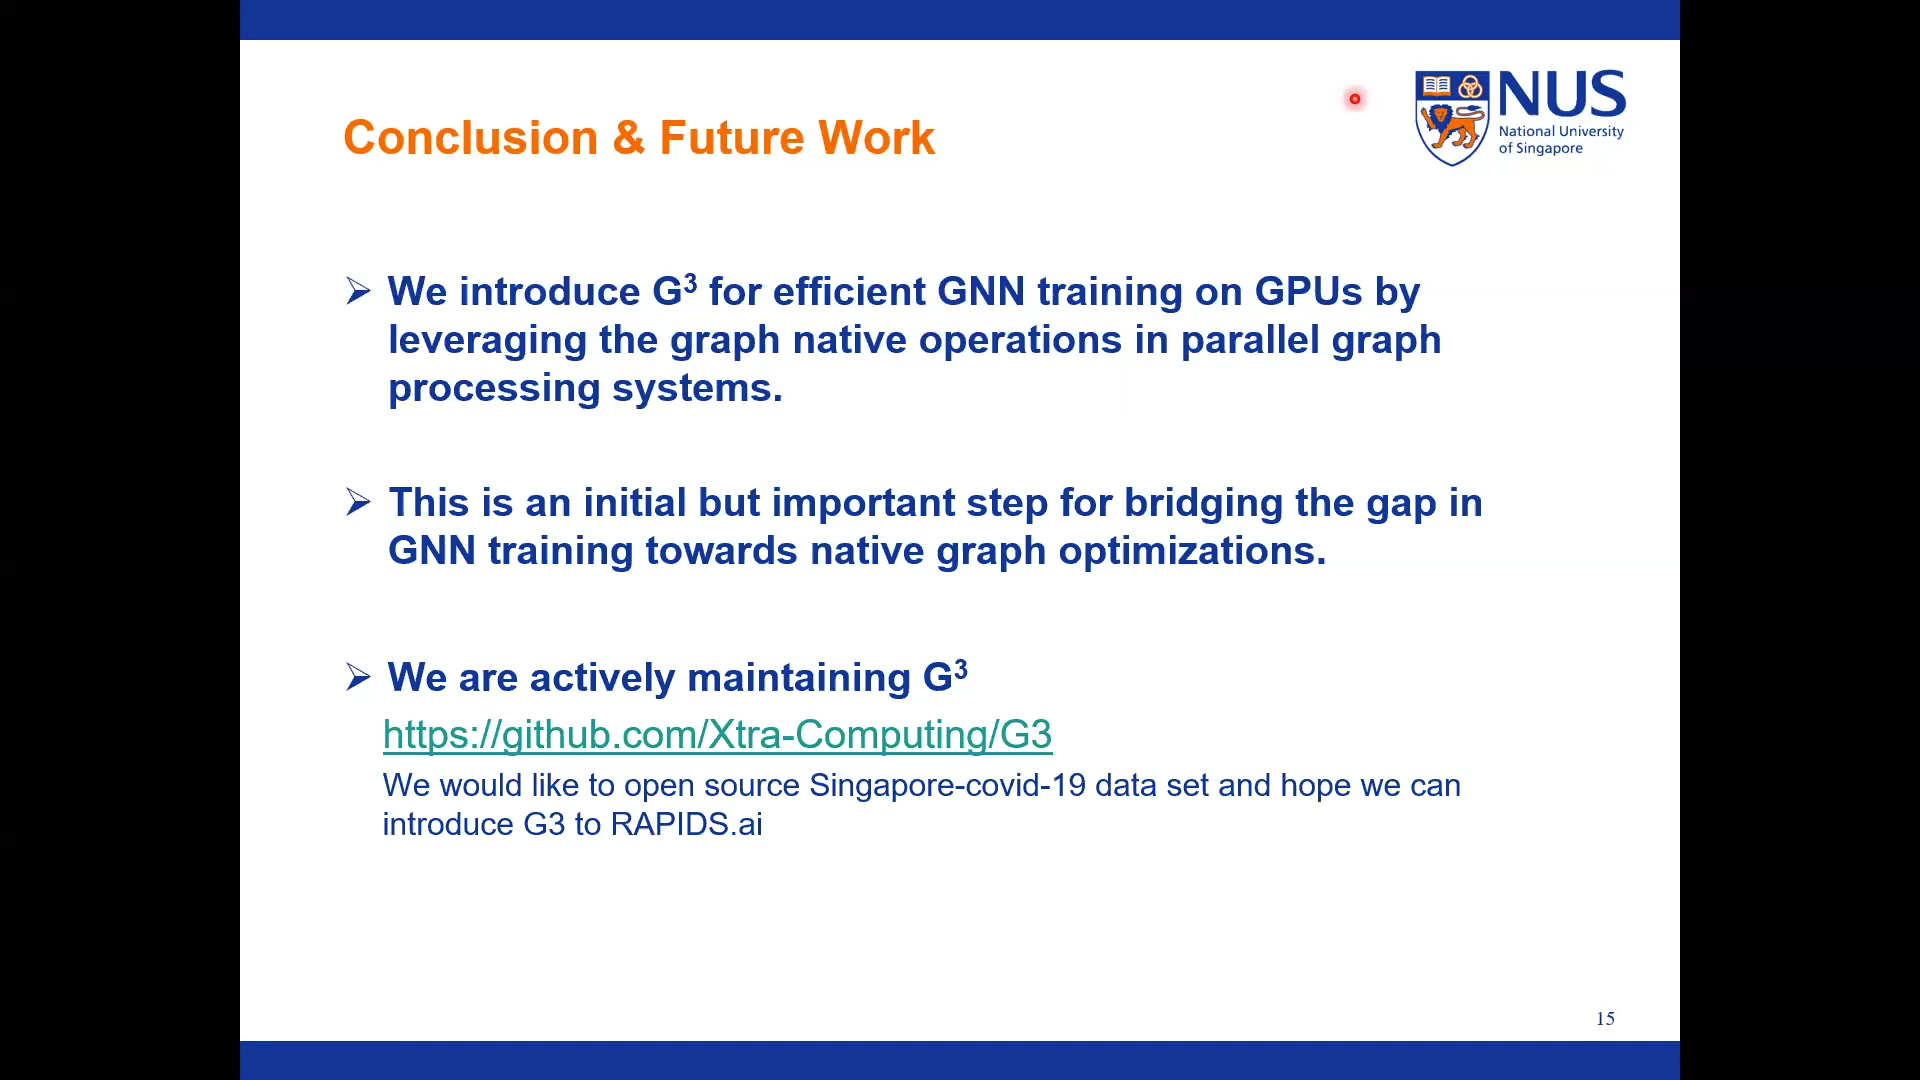 NUS
National University
of Singapore
Conclusion & Future Work
We introduce G³ for efficient GNN training on GPUs by
leveraging the graph native operations in parallel graph
processing systems.
This is an initial but important step for bridging the gap in
GNN training towards native graph optimizations.
We are actively maintaining G³
https://github.com/Xtra-Computing/G3
We would like to open source Singapore-covid-19 data set and hope we can
introduce G3 to RAPIDS.ai
15